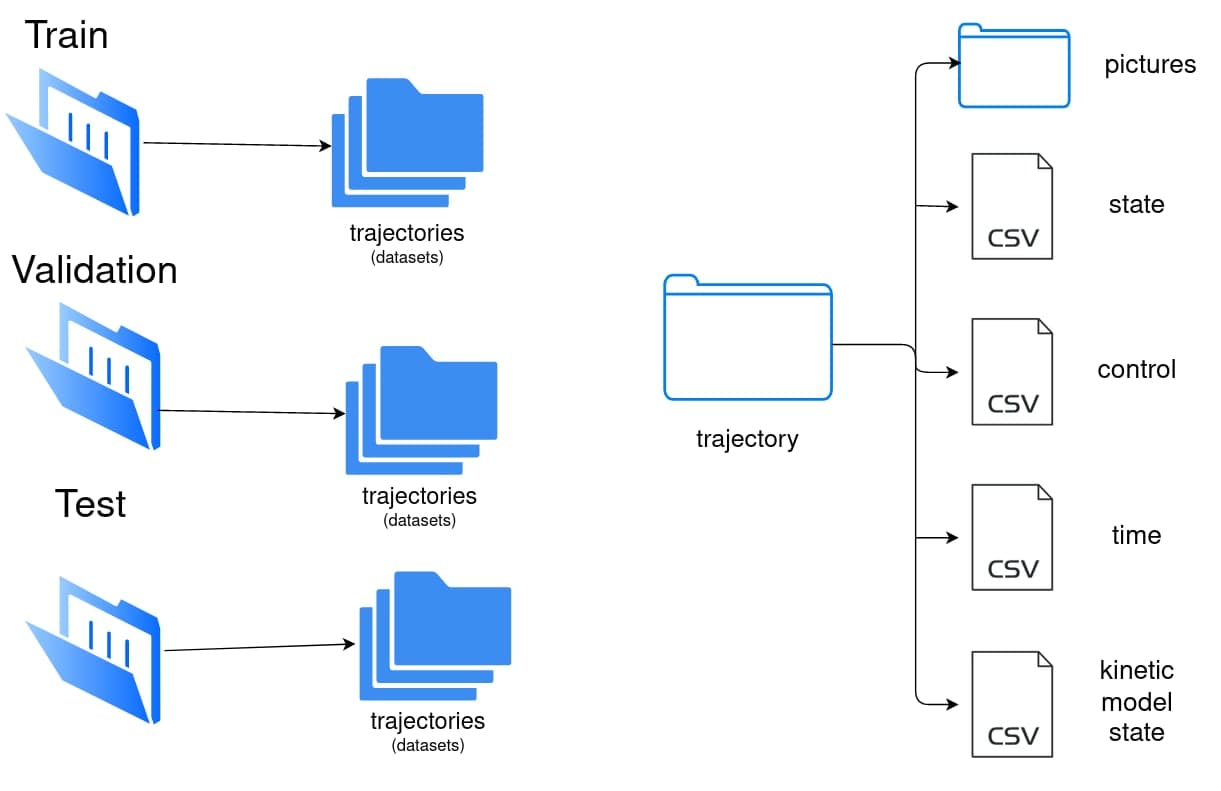 Train
trajectories
(datasets)
Validation
trajectories
(datasets)
Test
trajectories
(datasets)
trajectory
pictures
CSV
state
CSV
control
CSV
time
CSV
kinetic
model
state